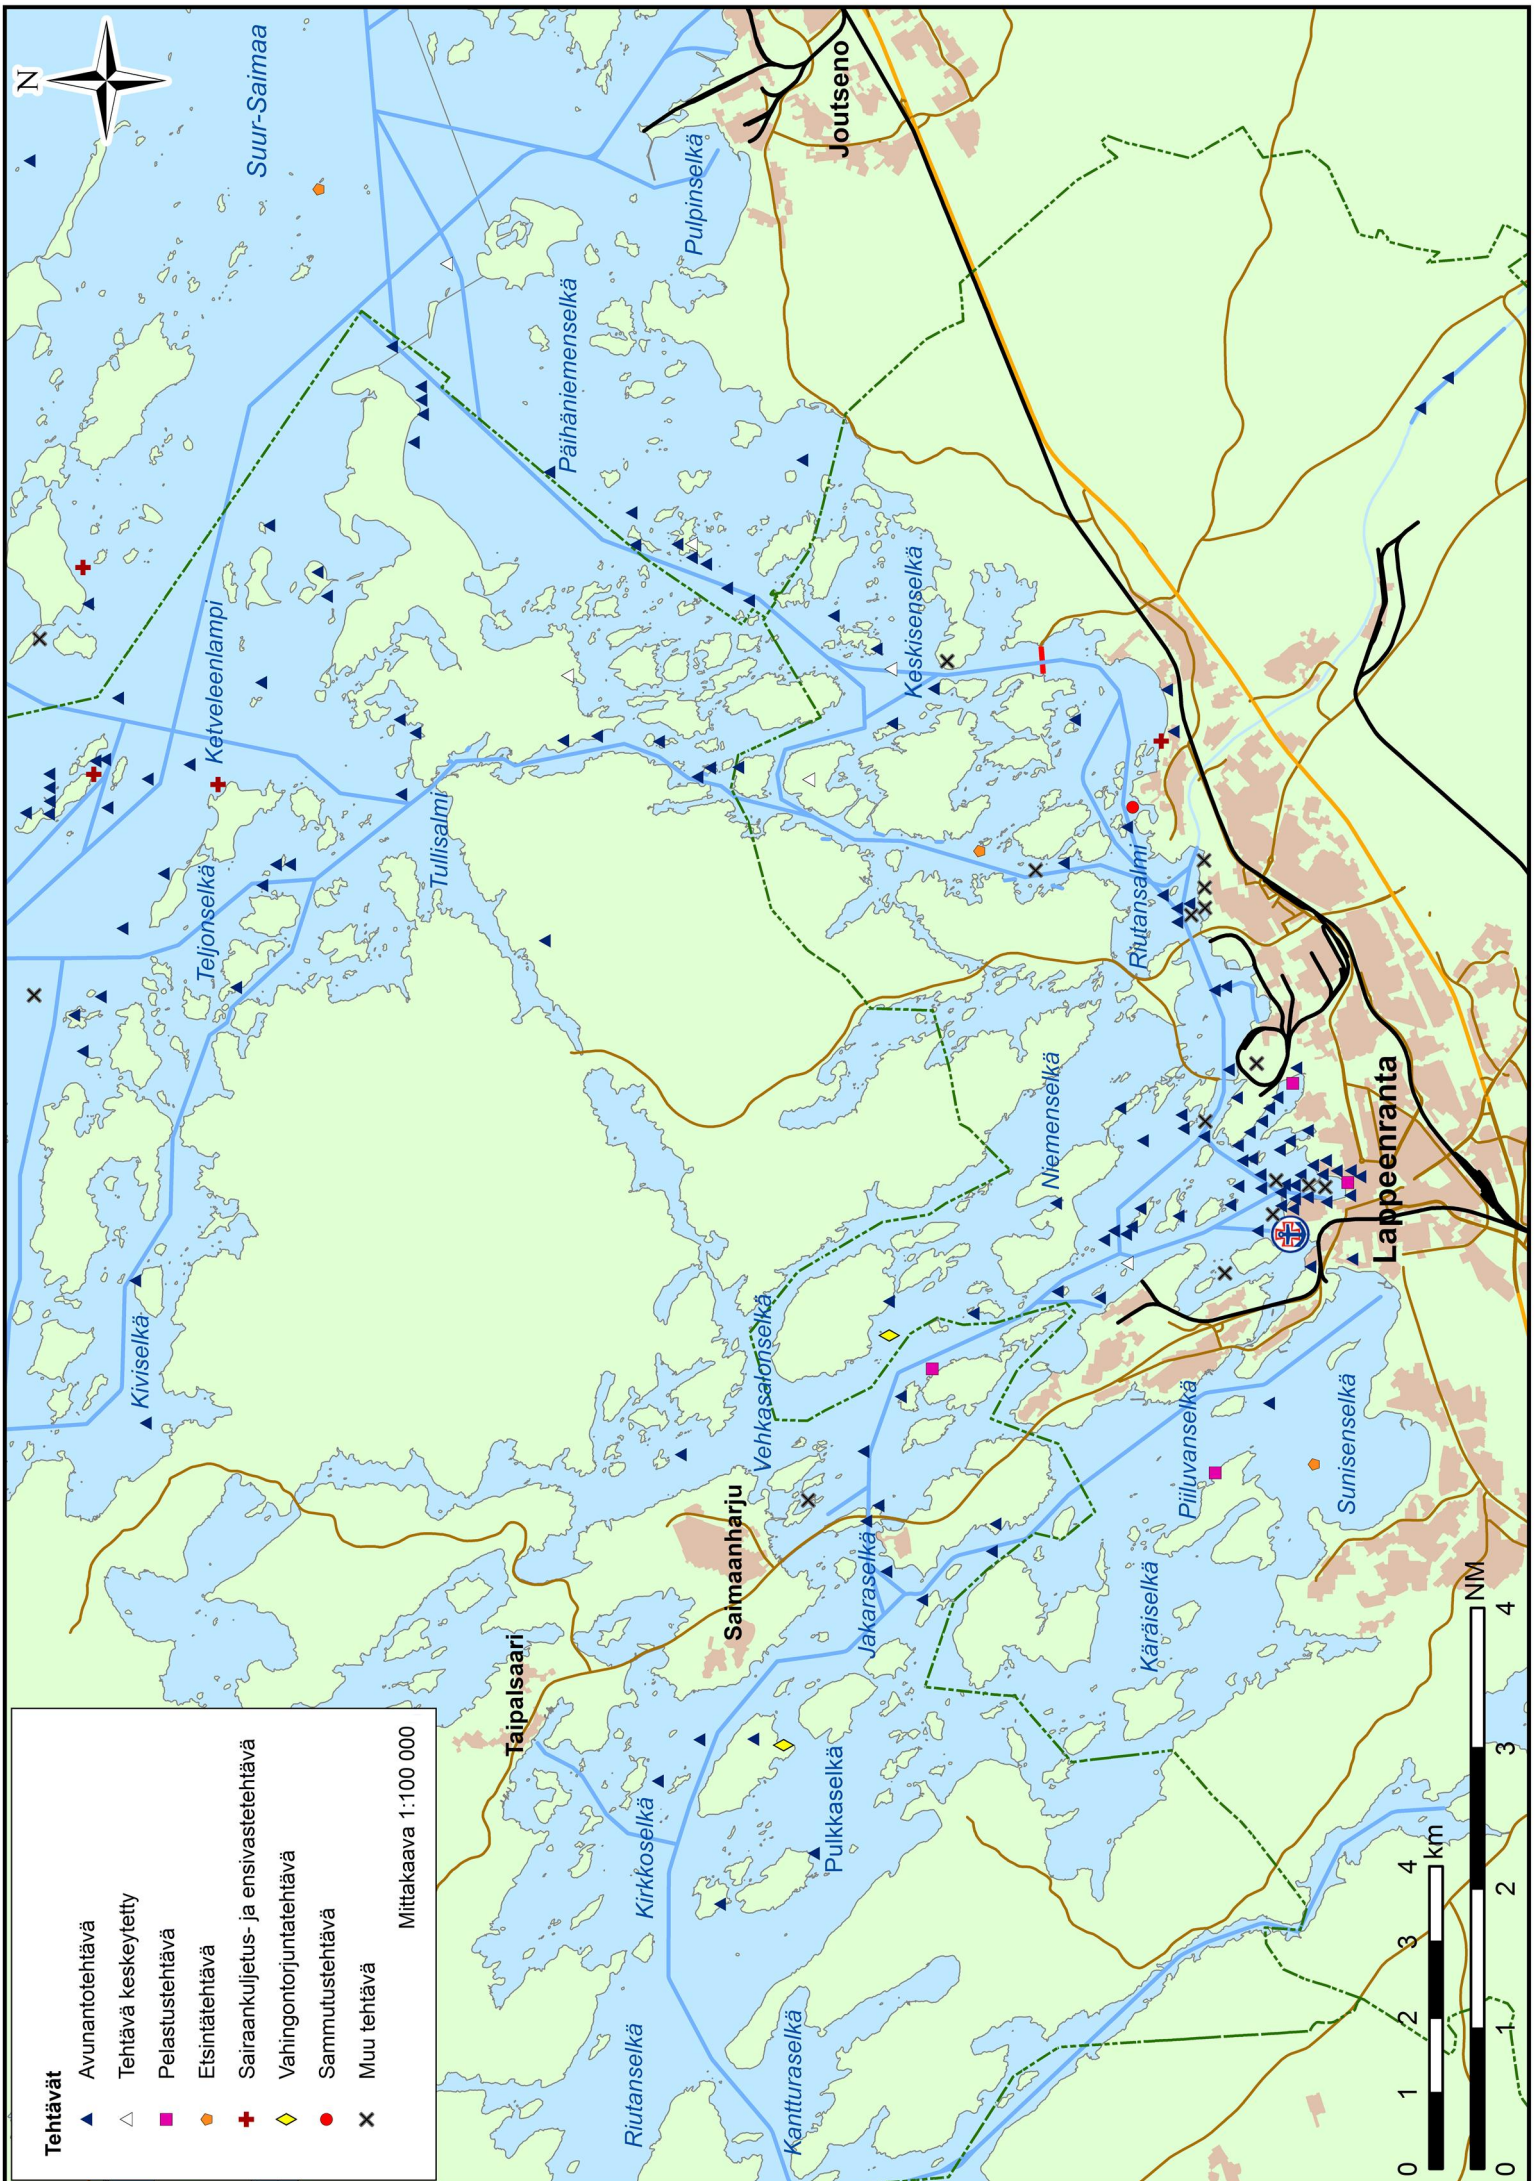 Tehtävät
Avunantotehtävä
Tehtävä keskeytetty
Pelastustehtävä
Etsintätehtävä
Sairaankuljetus- ja ensivastetehtävä
Vahingontorjuntatehtävä
Sammutustehtävä
Muu tehtävä
Mittakaava 1:100 000
Kiviselkä
Teljonselkä
Ketveleenlampi
Suur-Saimaa
N
Taipalsaari
Tullisalmi
Päihäniemenselkä
Riutanselkä
Kirkkoselkä
Saimaanharju
Vehkasalonselkä
Pulpinselkä
Kantturaselkä
Pulkkaselkä
Jakaraselkä
Joutseno
Niemenselkä
Keskisenselkä
Käräiselkä
Piiluvanselkä
Riutansalmi
Sunisenselkä
Lappeenranta
0 1 2 3 4 km
0 1 2 3 4 NM